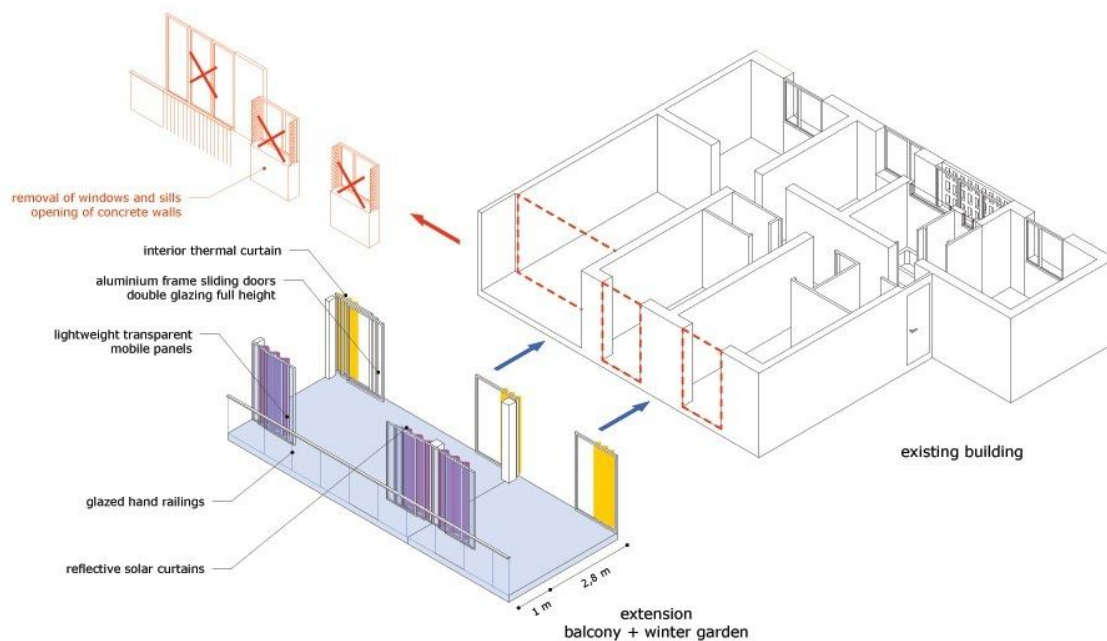 removal of windows and sills
opening of concrete walls
interior thermal curtain
aluminium frame sliding doors
double glazing full height
lightweight transparent
mobile panels
glazed hand railings
reflective solar curtains
1 m
2,8 m
extension
balcony + winter garden
existing building